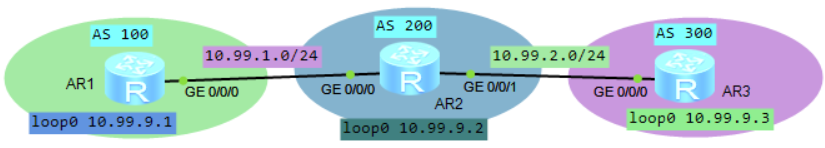 AS 100
AS 200
AS 300
10.99.1.0/24
10.99.2.0/24
AR1
R
GE 0/0/0
GE 0/0/0
R
GE 0/0/1
AR2
GE 0/0/0
R
AR3
loop0 10.99.9.1
loop0 10.99.9.2
loop0 10.99.9.3